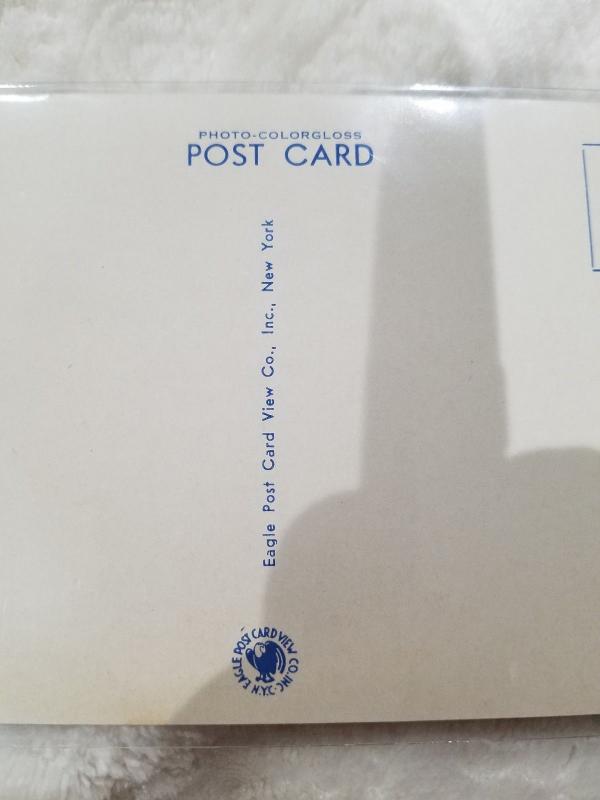 PHOTO-COLORGLOSS
POST CARD
Eagle Post Card View Co., Inc., New York
EAGLE POST CARD VIEW CO., INC. N.Y.